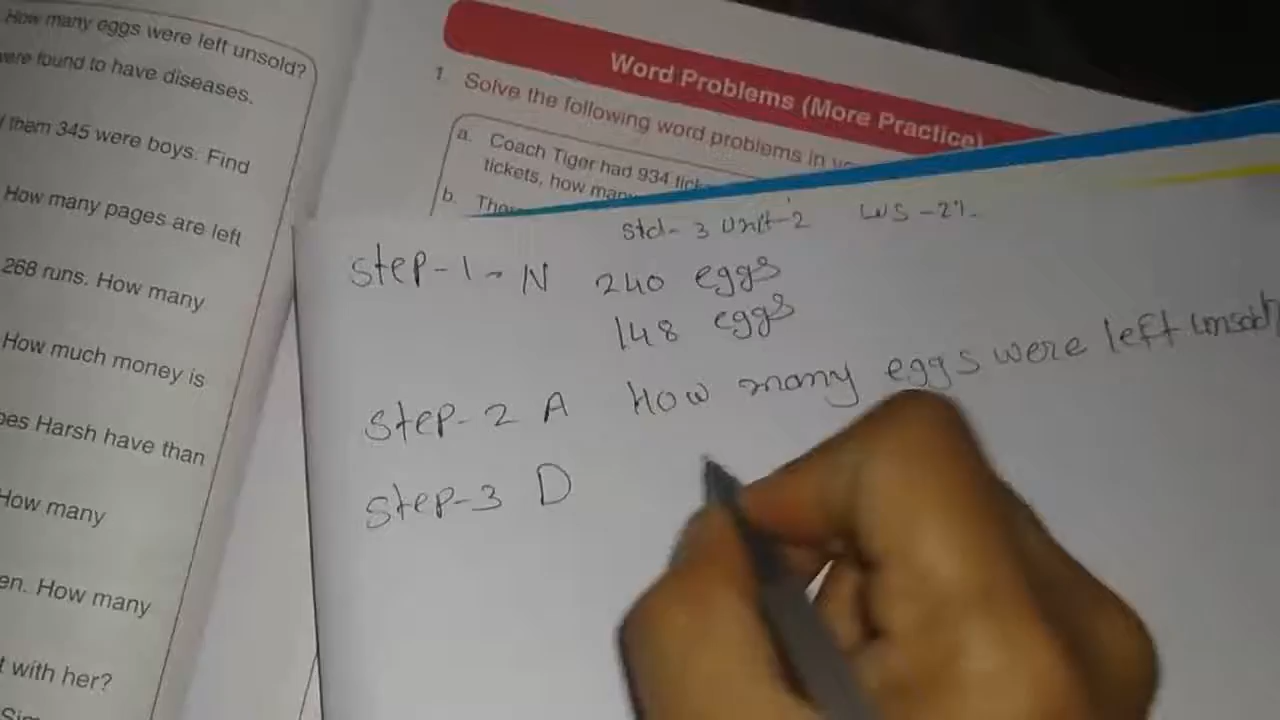 How many eggs were left unsold?
were found to have diseases.
them 345 were boys. Find
How many pages are left
268 runs. How many
How much money is
Harsh have than
How many
How many
with her?
Word Problems (More Practice)
1. Solve the following word problems in
a. Coach Tiger had 934
tickets, how many
b.
Std-3 Unit-2 WS-21.
Step-1 - N 240 eggs
148 eggs
Step-2 A How many eggs were left unsold
Step-3 D